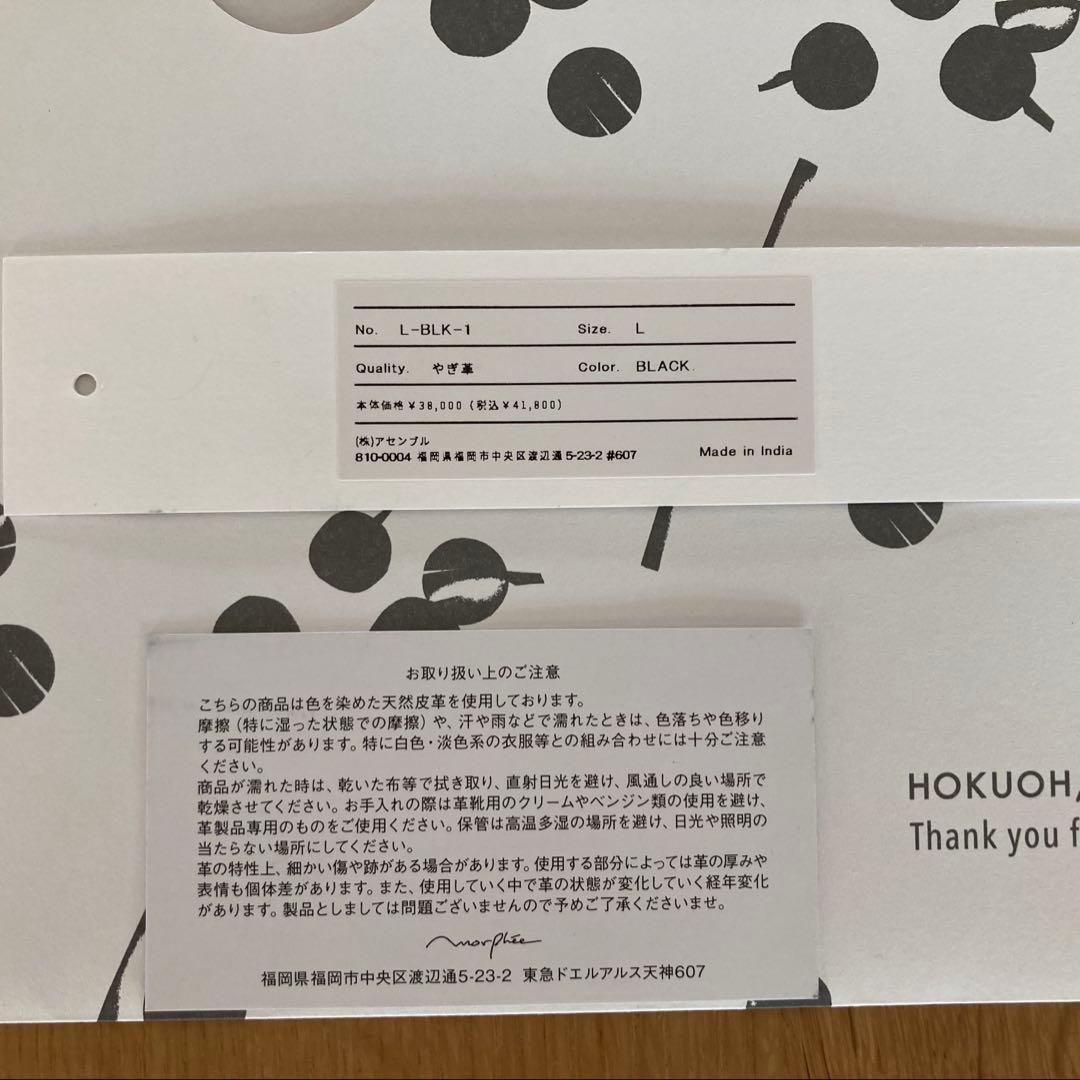 No. L-BLK-1 Size. L
Quality. やぎ革 Color. BLACK.
本体価格¥38,000（税込¥41,800）
(株)アセンブル
810-0004 福岡県福岡市中央区渡辺通5-23-2 #607 Made in India
お取り扱い上のご注意
こちらの商品は色を染めた天然皮革を使用しております。
摩擦（特に湿った状態での摩擦）や、汗や雨などで濡れたときは、色落ちや色移り
する可能性があります。特に白色・淡色系の衣服等との組み合わせには十分ご注意
ください。
商品が濡れた時は、乾いた布等で拭き取り、直射日光を避け、風通しの良い場所で
乾燥させてください。お手入れの際は革靴用のクリームやベンジン類の使用を避け、
革製品専用のものをご使用ください。保管は高温多湿の場所を避け、日光や照明の
当たらない場所にしてください。
革の特性上、細かい傷や跡がある場合があります。使用する部分によっては革の厚みや
表情も個体差があります。また、使用していく中で革の状態が変化していく経年変化
があります。製品としましては問題ございませんので予めご了承くださいませ。
morphée
福岡県福岡市中央区渡辺通5-23-2 東急ドエルアルス天神607
HOKUOH,
Thank you f